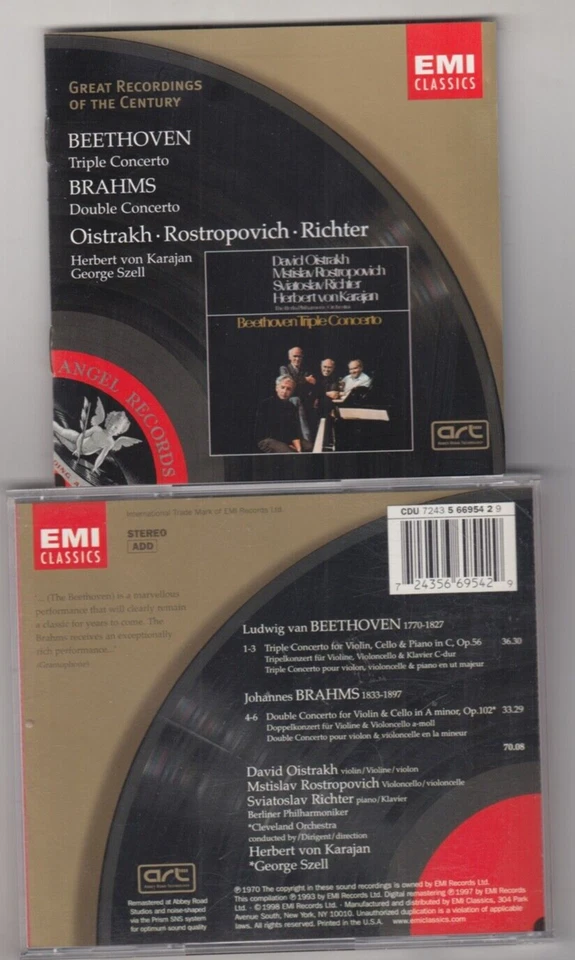 GREAT RECORDINGS
OF THE CENTURY
EMI
CLASSICS
BEETHOVEN
Triple Concerto
BRAHMS
Double Concerto
Oistrakh · Rostropovich · Richter
Herbert von Karajan
George Szell
David Oistrakh
Mstislav Rostropovich
Sviatoslav Richter
Herbert von Karajan
Beethoven Triple Concerto
ANGEL RECORDS
art
EMI
CLASSICS
International Trade Mark of EMI Records Ltd.
STEREO
ADD
CDU 7243 5 66954 2 9
7 24356 69542 9
"... (The Beethoven) is a marvellous
performance that will clearly remain
a classic for years to come. The
Brahms receives an exceptionally
rich performance..."
(Gramophone)
Ludwig van BEETHOVEN 1770-1827
1-3 Triple Concerto for Violin, Cello & Piano in C, Op.56 36.30
Tripelkonzert für Violine, Violoncello & Klavier C-dur
Triple Concerto pour violon, violoncelle & piano en ut majeur
Johannes BRAHMS 1833-1897
4-6 Double Concerto for Violin & Cello in A minor, Op.102* 33.29
Doppelkonzert für Violine & Violoncello a-moll
Double Concerto pour violon & violoncelle en la mineur
70.08
David Oistrakh violin/Violine/violon
Mstislav Rostropovich Violoncello/violoncelle
Sviatoslav Richter piano/Klavier
Berliner Philharmoniker
*Cleveland Orchestra
conducted by/Dirigent/direction
Herbert von Karajan
*George Szell
art
Remastered at Abbey Road
Studios and noise-shaped
via the Prism SNS system
for optimum sound quality
℗ 1970 The copyright in these sound recordings is owned by EMI Records Ltd.
This compilation ℗ 1993 by EMI Records Ltd. Digital remastering ℗ 1997 by EMI Records
Ltd. · © 1998 EMI Records Ltd. · Manufactured and distributed by EMI Classics, 304 Park
Avenue South, New York, NY 10010. Unauthorized duplication is a violation of applicable
laws. All rights reserved. Printed in the U.S.A. www.emiclassics.com